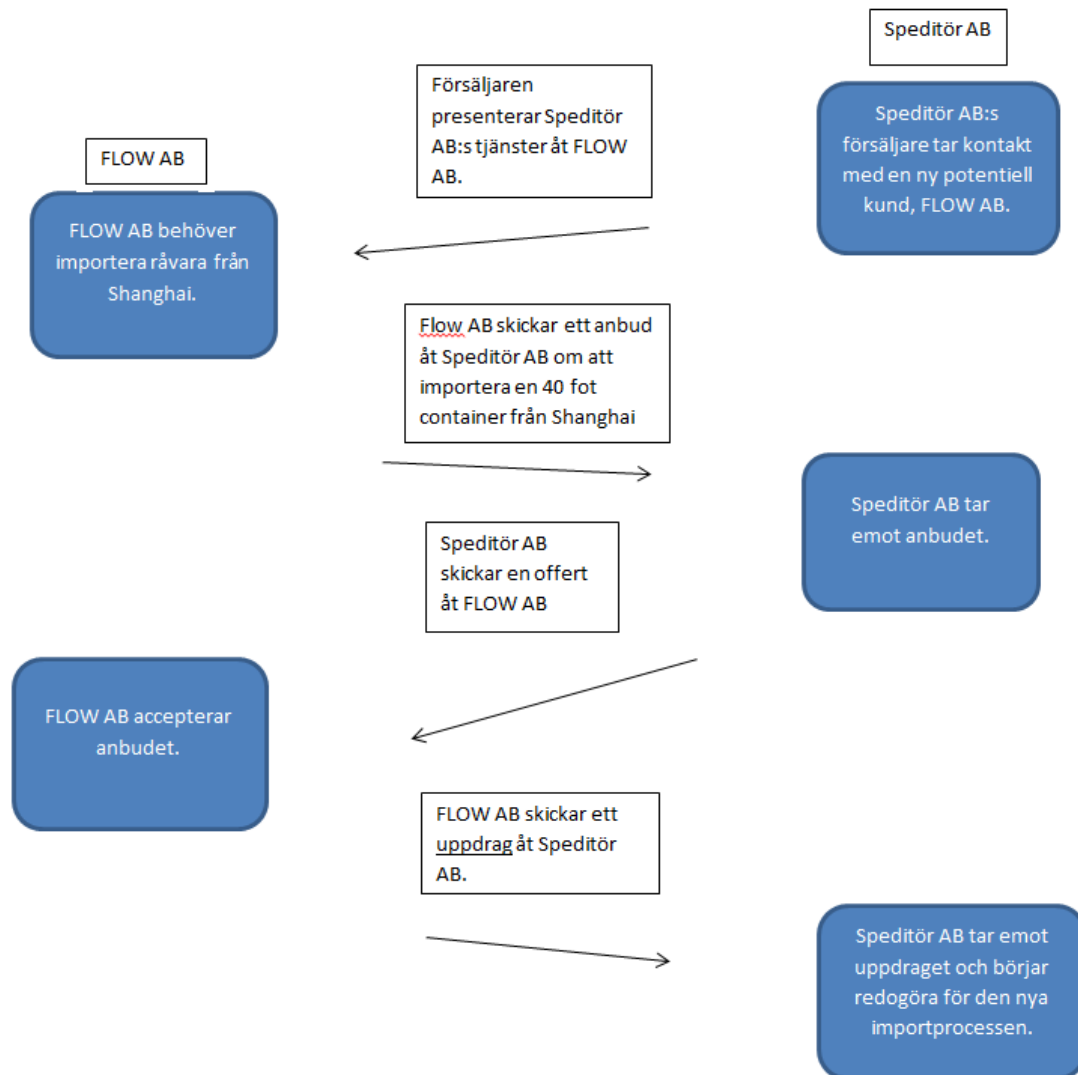 Speditör AB
Speditör AB:s
försäljare tar kontakt
med en ny potentiell
kund, FLOW AB.
Försäljaren
presenterar Speditör
AB:s tjänster åt FLOW
AB.
FLOW AB
FLOW AB behöver
importera råvara från
Shanghai.
Flow AB skickar ett anbud
åt Speditör AB om att
importera en 40 fot
container från Shanghai
Speditör AB tar
emot anbudet.
Speditör AB
skickar en offert
åt FLOW AB
FLOW AB accepterar
anbudet.
FLOW AB skickar ett
uppdrag åt Speditör
AB.
Speditör AB tar emot
uppdraget och börjar
redogöra för den nya
importprocessen.